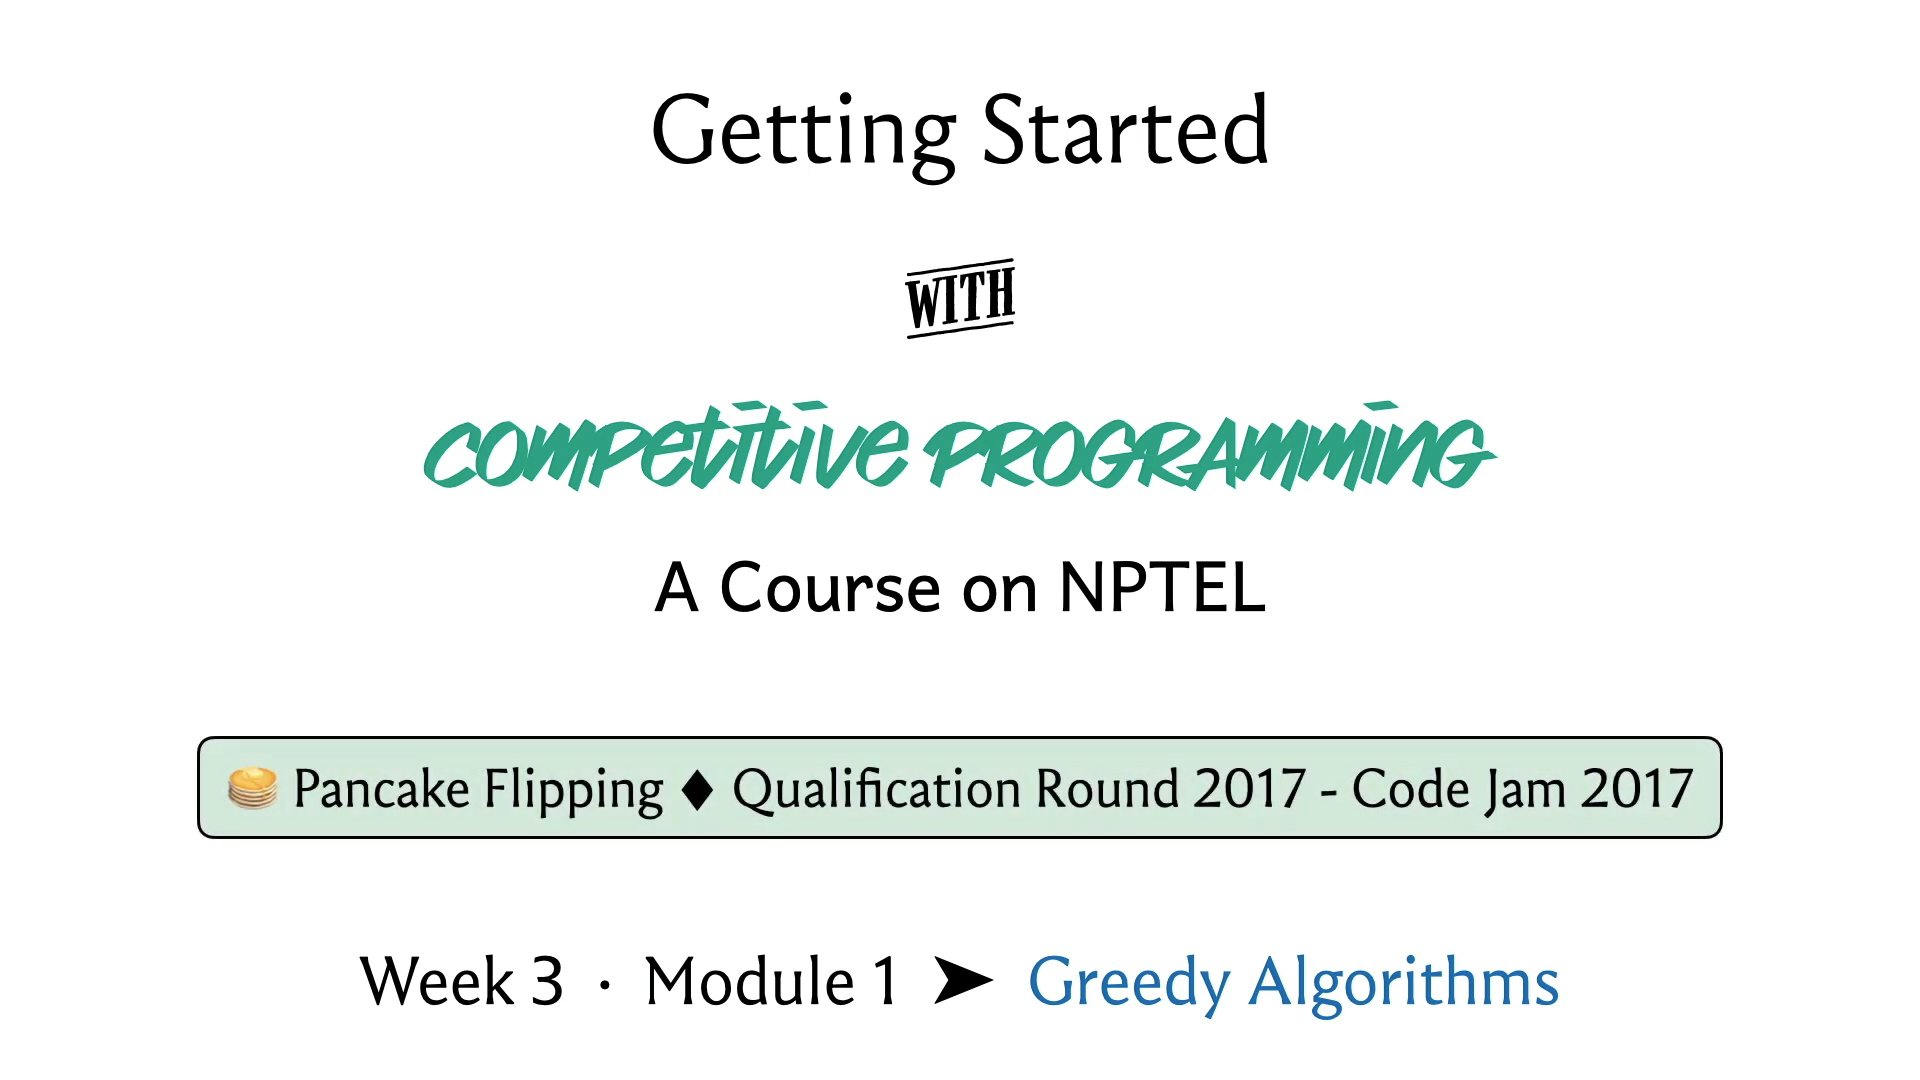 Getting Started
WITH
COMPETITIVE PROGRAMMING
A Course on NPTEL
🥞 Pancake Flipping ♦ Qualification Round 2017 - Code Jam 2017
Week 3 · Module 1 ➤ Greedy Algorithms